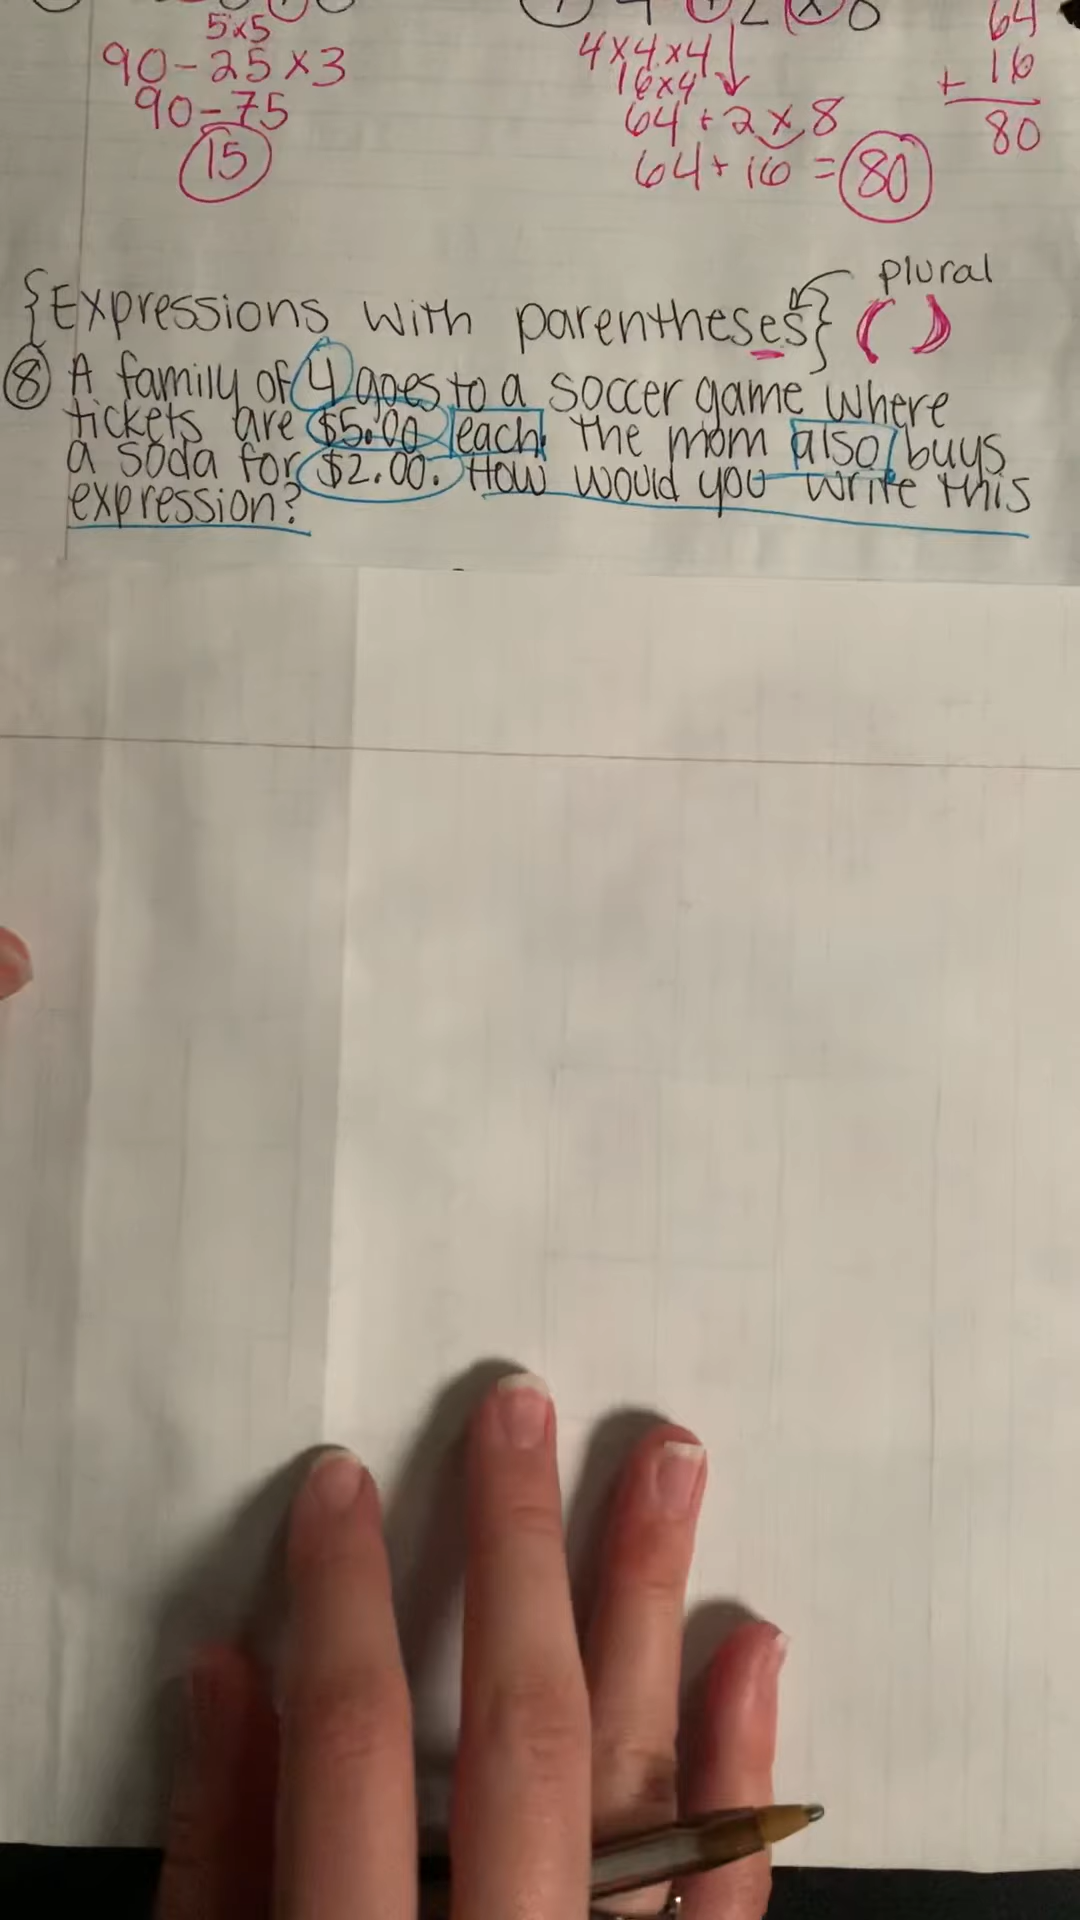 5x5
90-25x3
90-75
15
4x4x4
16x4
64+2x8
64+16=80
64
+16
80
plural
{Expressions with parentheses} ( )
8 A family of 4 goes to a soccer game where
tickets are $5.00 each. The mom also buys
a soda for $2.00. How would you write this
expression?